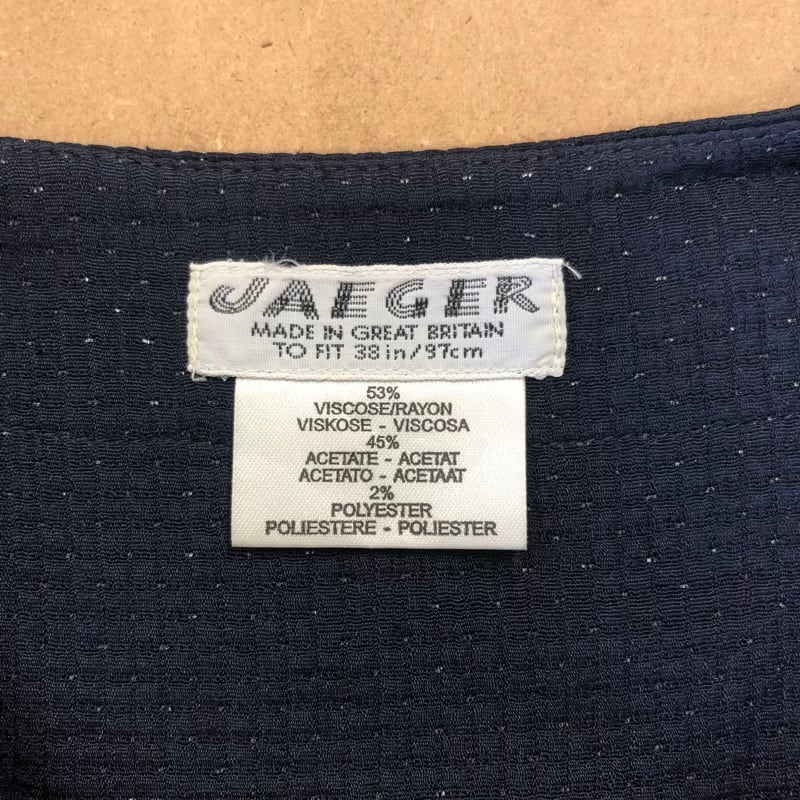 JAEGER
MADE IN GREAT BRITAIN
TO FIT 38 in/97cm
53%
VISCOSE/RAYON
VISKOSE - VISCOSA
45%
ACETATE - ACETAT
ACETATO - ACETAAT
2%
POLYESTER
POLIESTERE - POLIESTER